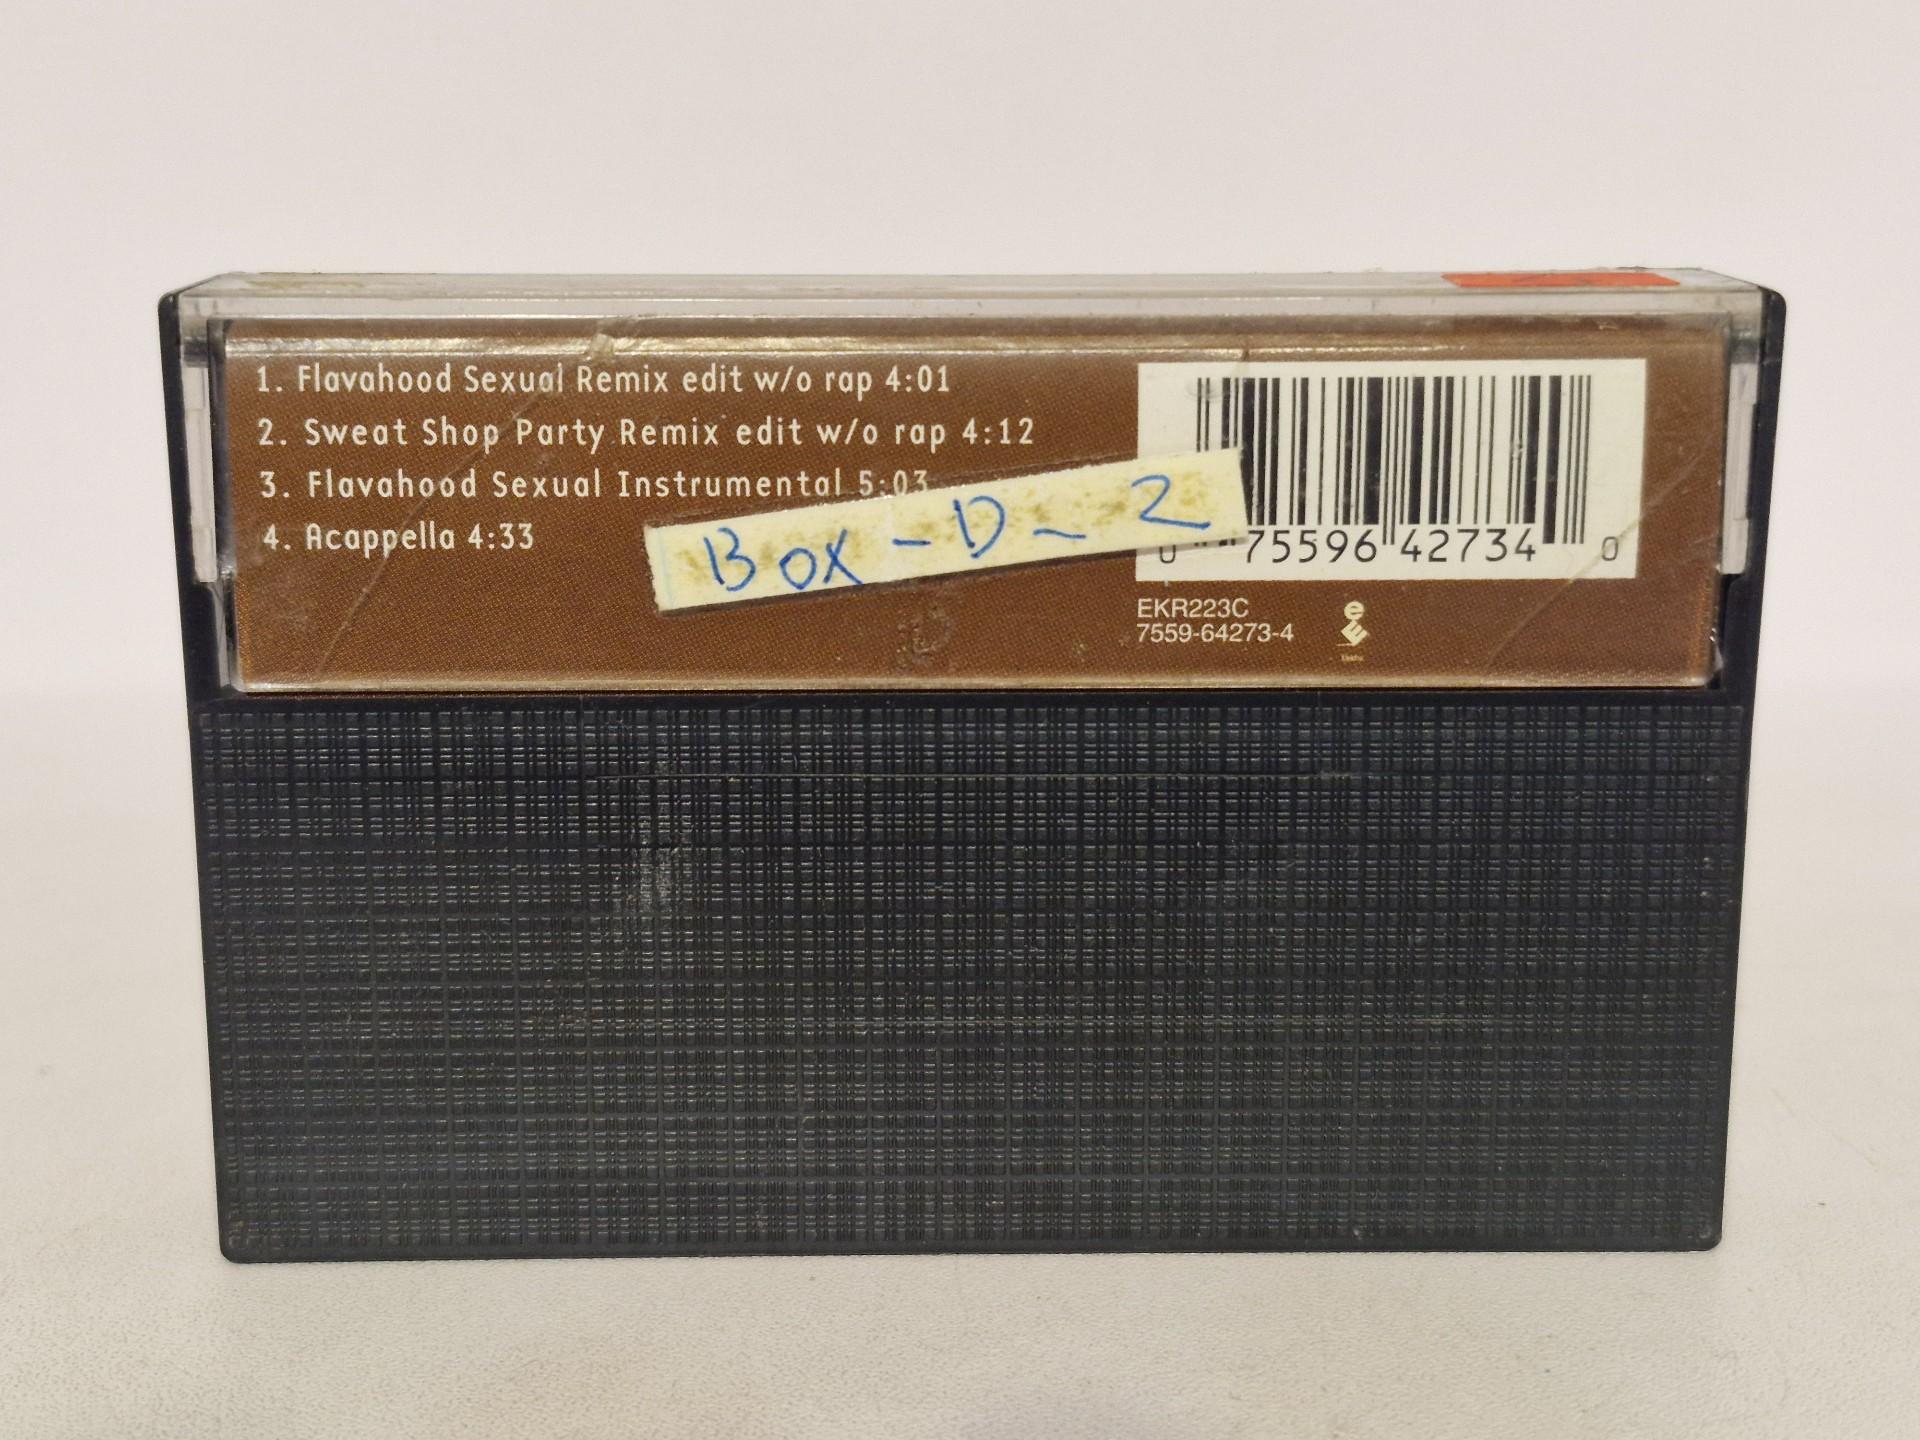 1. Flavahood Sexual Remix edit w/o rap 4:01
2. Sweat Shop Party Remix edit w/o rap 4:12
3. Flavahood Sexual Instrumental 5:03
4. Acappella 4:33
Box - D - 2
0 75596 42734 0
EKR223C
7559-64273-4